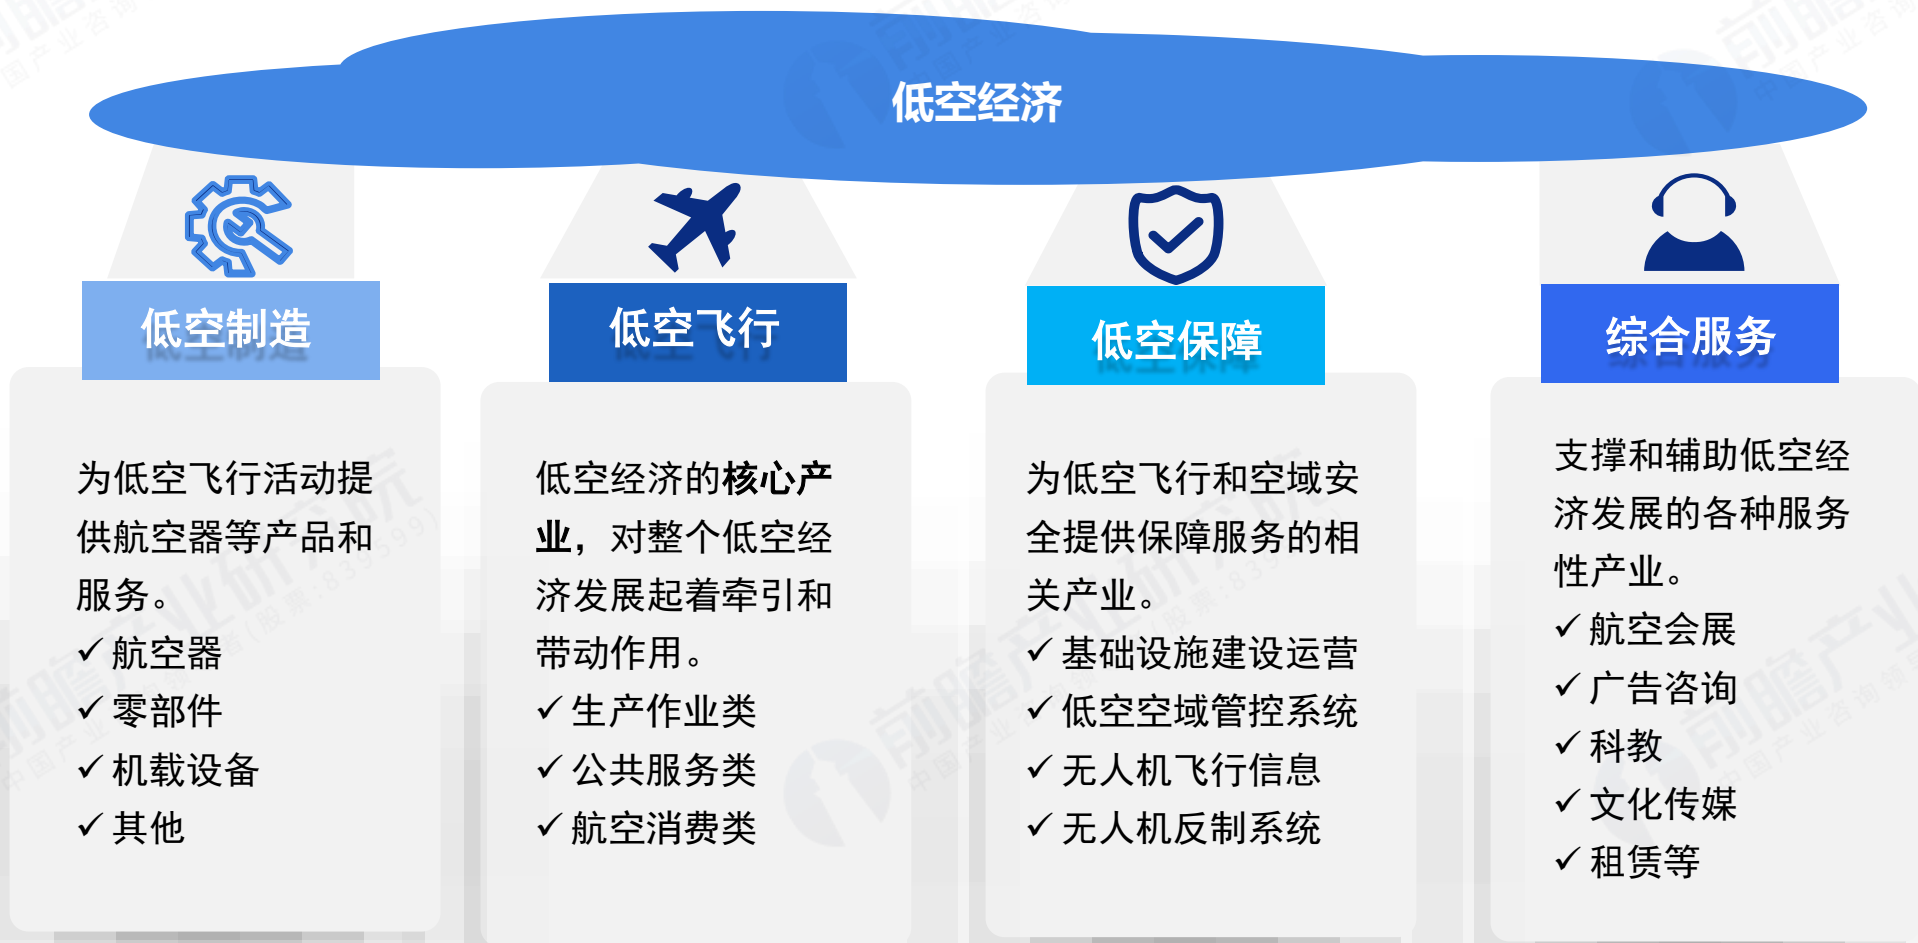 低空经济
低空制造
为低空飞行活动提
供航空器等产品和
服务。
✓ 航空器
✓ 零部件
✓ 机载设备
✓ 其他
低空飞行
低空经济的核心产
业，对整个低空经
济发展起着牵引和
带动作用。
✓ 生产作业类
✓ 公共服务类
✓ 航空消费类
低空保障
为低空飞行和空域安
全提供保障服务的相
关产业。
✓ 基础设施建设运营
✓ 低空空域管控系统
✓ 无人机飞行信息
✓ 无人机反制系统
综合服务
支撑和辅助低空经
济发展的各种服务
性产业。
✓ 航空会展
✓ 广告咨询
✓ 科教
✓ 文化传媒
✓ 租赁等
前瞻产业研究院